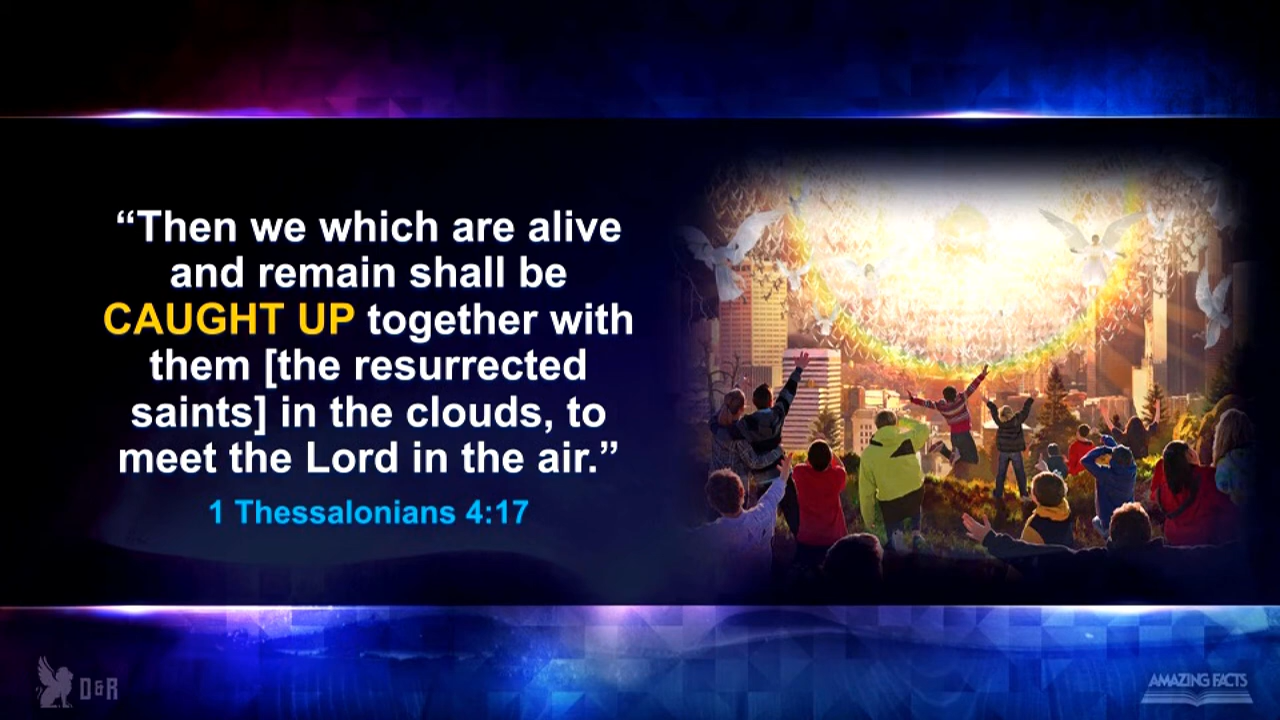 “Then we which are alive
and remain shall be
CAUGHT UP together with
them [the resurrected
saints] in the clouds, to
meet the Lord in the air.”
1 Thessalonians 4:17
D&R
AMAZING FACTS